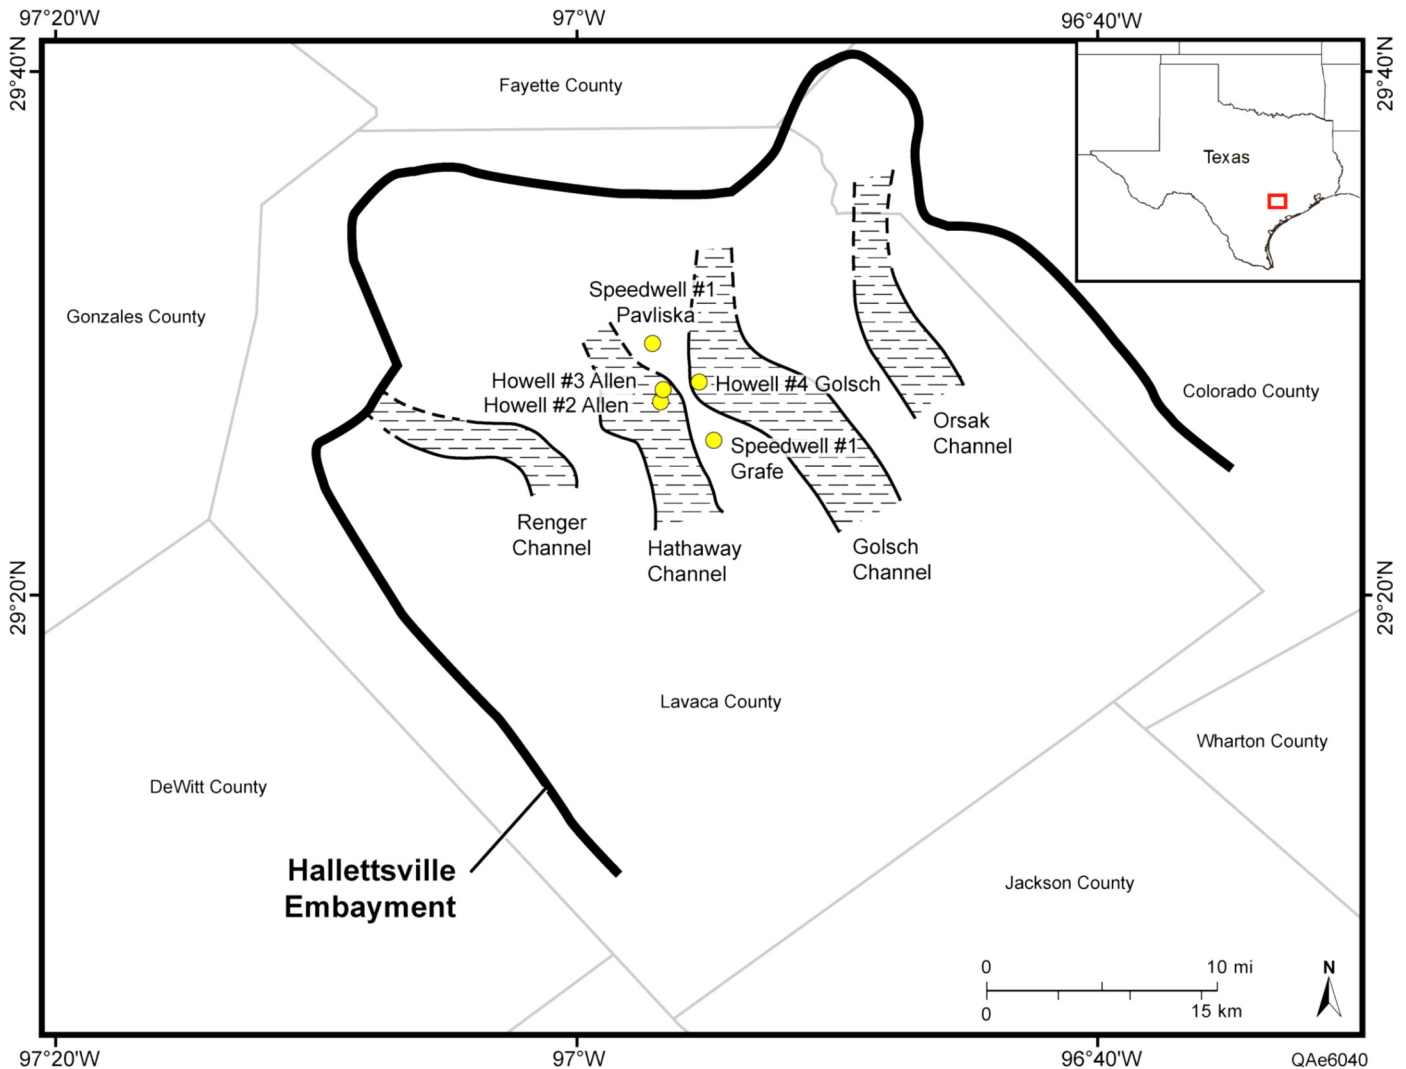 97°20'W
97°W
96°40'W
29°40'N
29°40'N
Fayette County
Texas
Speedwell #1
Pavliska
Gonzales County
Howell #3 Allen
Howell #4 Golsch
Howell #2 Allen
Colorado County
Orsak
Channel
Speedwell #1
Grafe
Renger
Channel
Hathaway
Channel
Golsch
Channel
29°20'N
29°20'N
Lavaca County
Wharton County
DeWitt County
Hallettsville
Embayment
Jackson County
0
10 mi
N
0
15 km
97°20'W
97°W
96°40'W
QAe6040